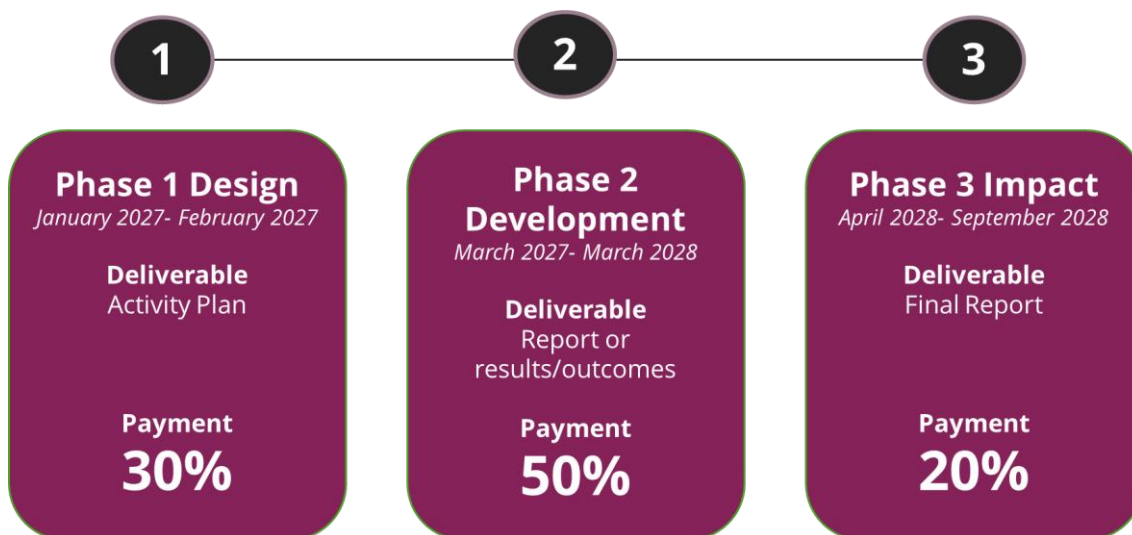 1
2
3
Phase 1 Design
January 2027- February 2027
Deliverable
Activity Plan
Payment
30%
Phase 2
Development
March 2027- March 2028
Deliverable
Report or
results/outcomes
Payment
50%
Phase 3 Impact
April 2028- September 2028
Deliverable
Final Report
Payment
20%